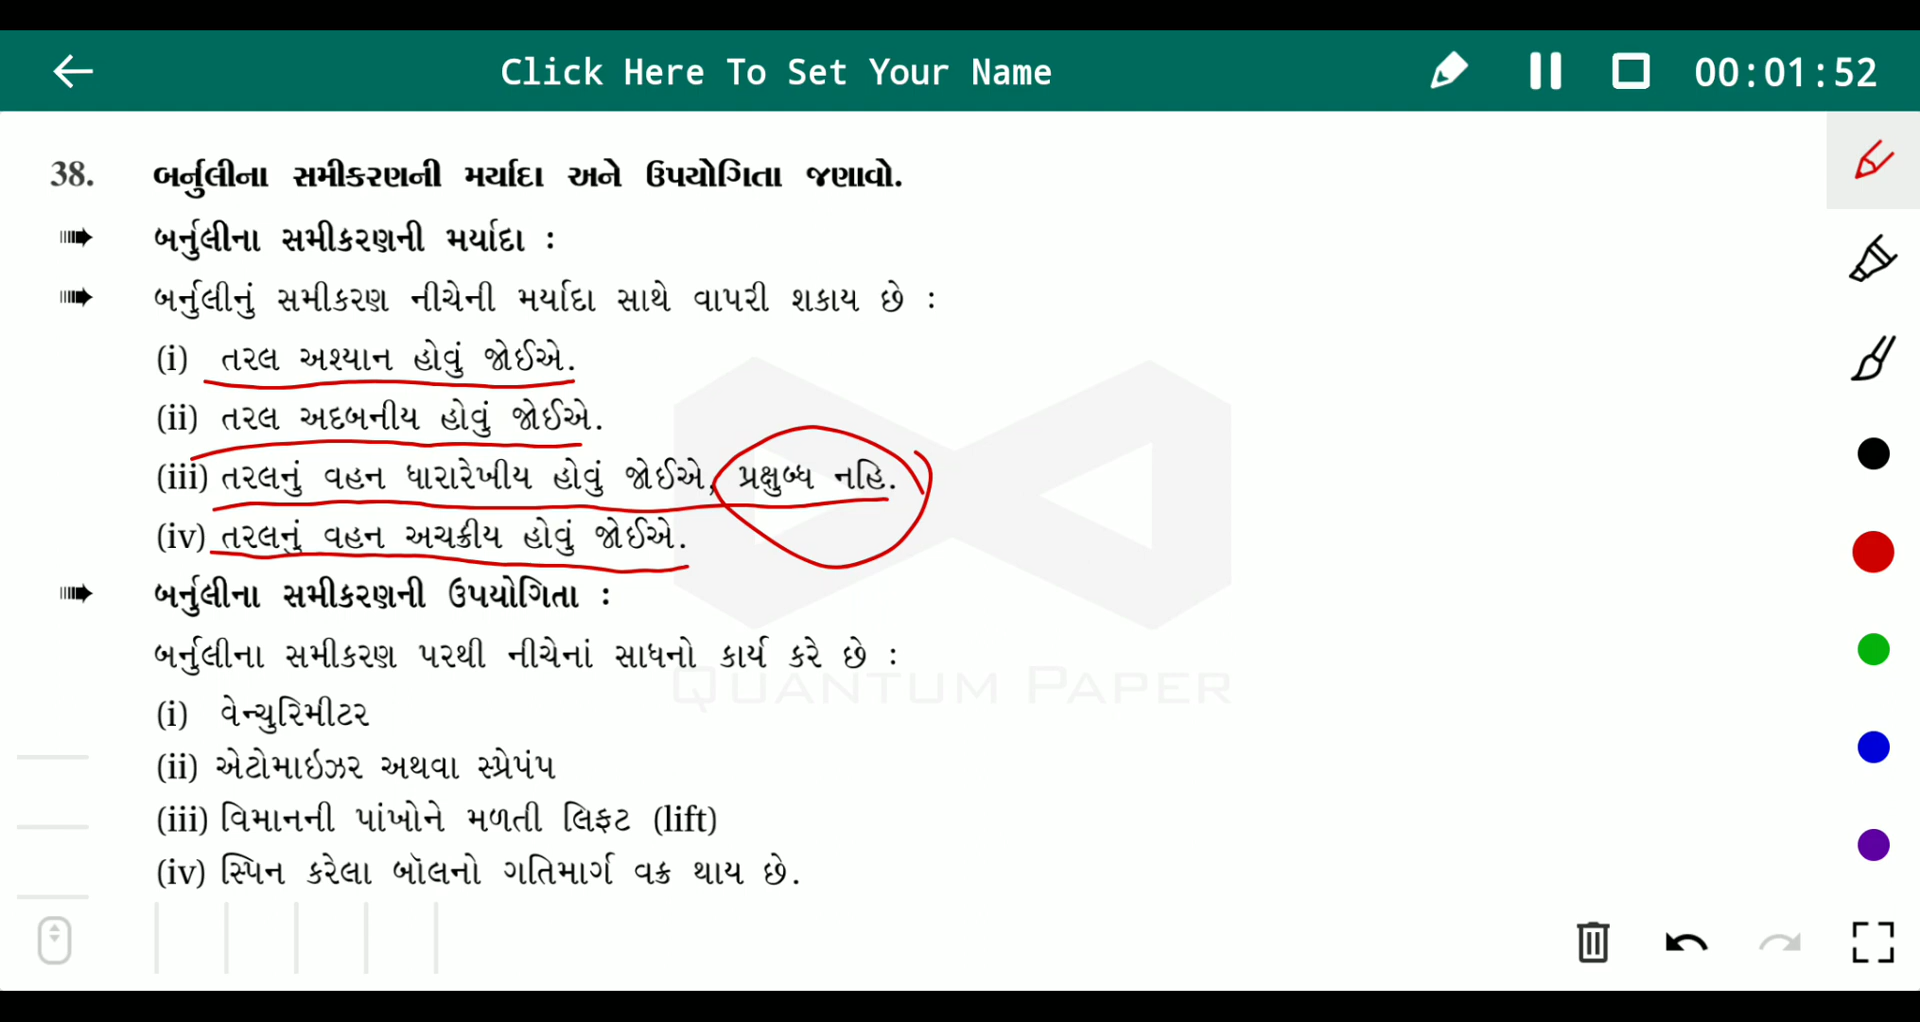 Click Here To Set Your Name
00:01:52
38. બર્નુલીના સમીકરણની મર્યાદા અને ઉપયોગિતા જણાવો.
બર્નુલીના સમીકરણની મર્યાદા :
બર્નુલીનું સમીકરણ નીચેની મર્યાદા સાથે વાપરી શકાય છે :
(i) તરલ અશ્યાન હોવું જોઈએ.
(ii) તરલ અદબનીય હોવું જોઈએ.
(iii) તરલનું વહન ધારારેખીય હોવું જોઈએ, પ્રક્ષુબ્ધ નહિ.
(iv) તરલનું વહન અચક્રીય હોવું જોઈએ.
બર્નુલીના સમીકરણની ઉપયોગિતા :
બર્નુલીના સમીકરણ પરથી નીચેનાં સાધનો કાર્ય કરે છે :
QUANTUM PAPER
(i) વેન્ચુરિમીટર
(ii) એટોમાઇઝર અથવા સ્પ્રેપંપ
(iii) વિમાનની પાંખોને મળતી લિફ્ટ (lift)
(iv) સ્પિન કરેલા બૉલનો ગતિમાર્ગ વક્ર થાય છે.